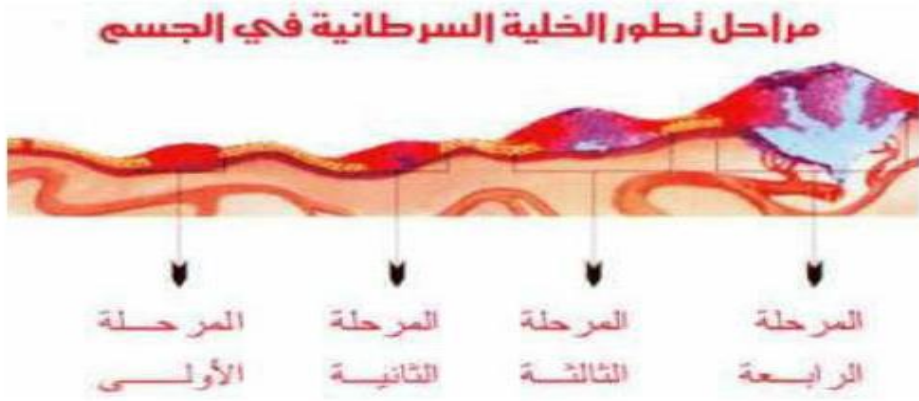 مراحل تطور الخلية السرطانية في الجسم
المرحلة الأولى
المرحلة الثانية
المرحلة الثالثة
المرحلة الرابعة